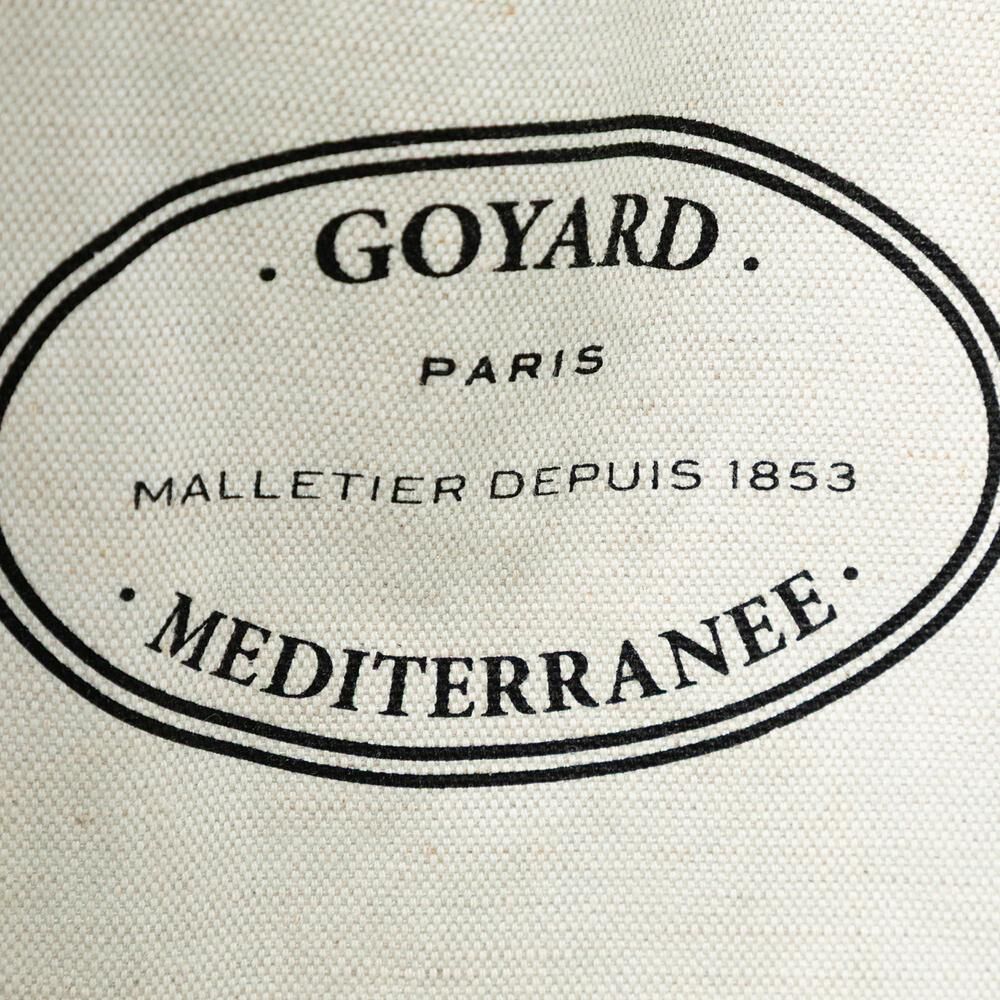 · GOYARD ·
PARIS
MALLETIER DEPUIS 1853
· MEDITERRANEE ·